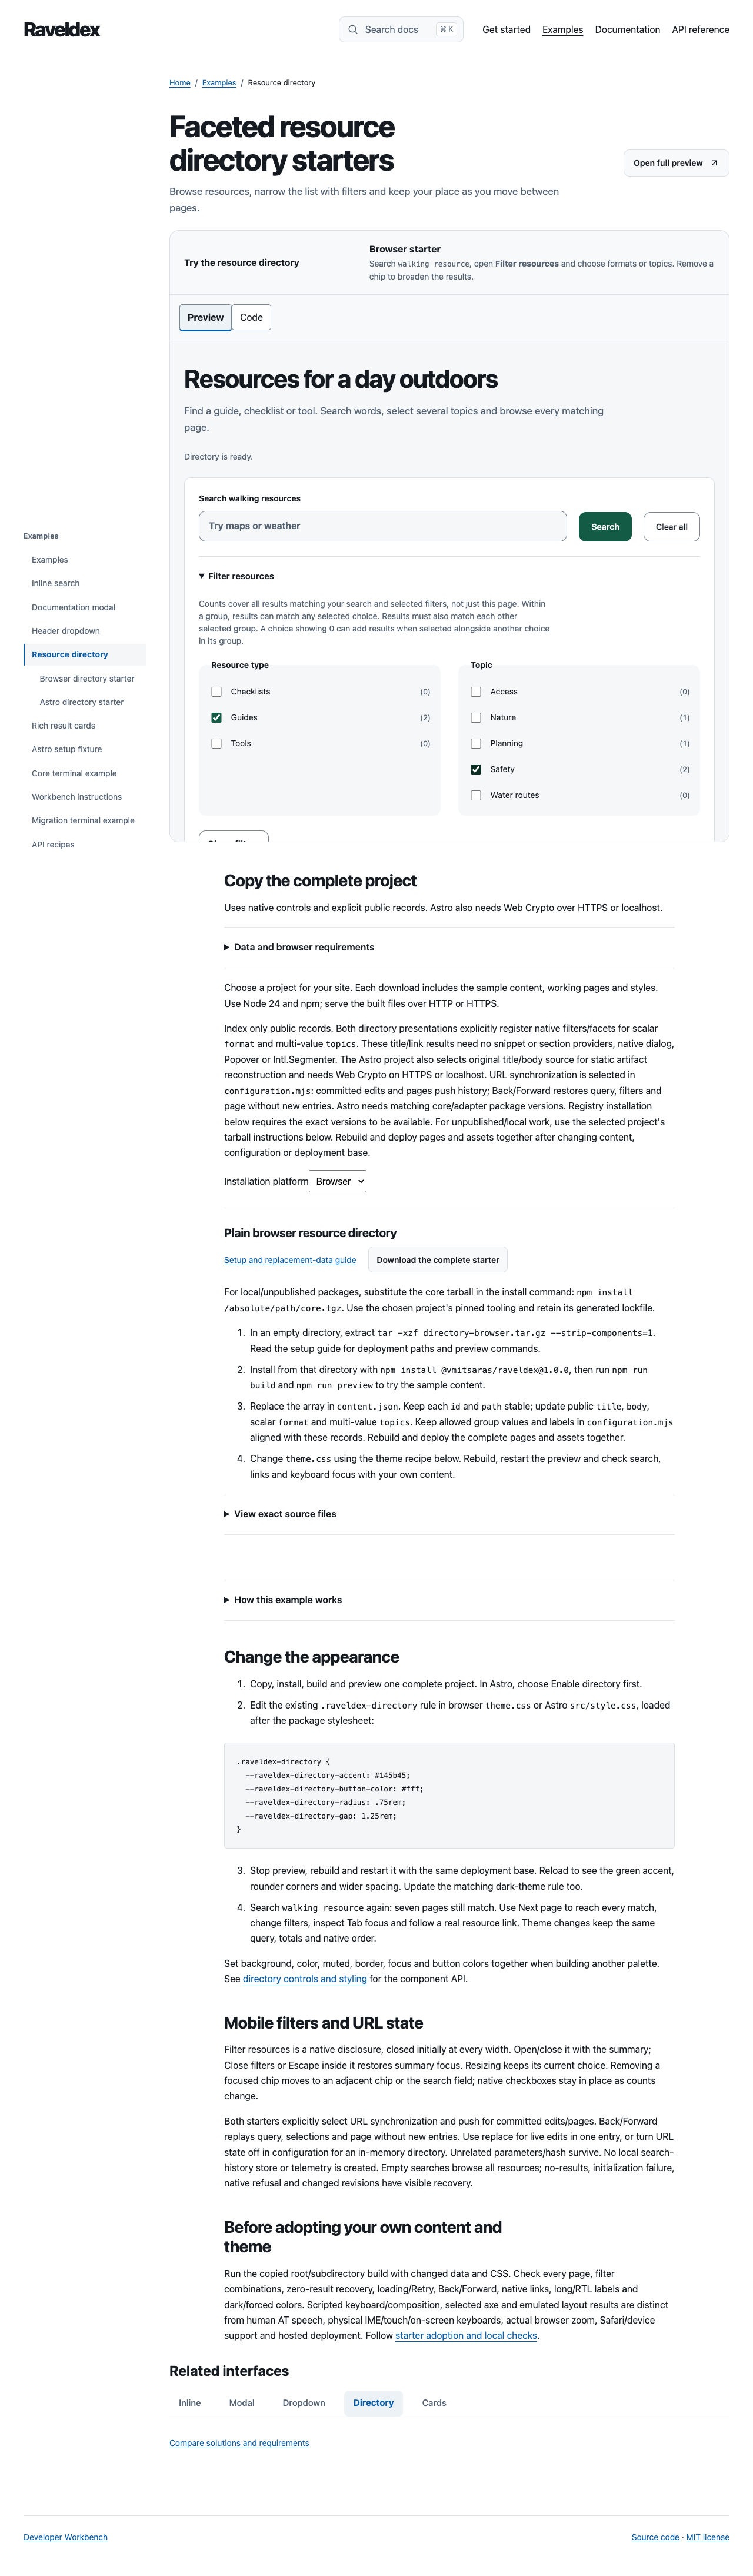 Raveldex
Search docs
⌘ K
Get started
Examples
Documentation
API reference
Home / Examples / Resource directory
Faceted resource
directory starters
Open full preview
Browse resources, narrow the list with filters and keep your place as you move between
pages.
Try the resource directory
Browser starter
Search walking resource, open Filter resources and choose formats or topics. Remove a
chip to broaden the results.
Preview
Code
Resources for a day outdoors
Find a guide, checklist or tool. Search words, select several topics and browse every matching
page.
Directory is ready.
Search walking resources
Try maps or weather
Search
Clear all
Filter resources
Counts cover all results matching your search and selected filters, not just this page. Within
a group, results can match any selected choice. Results must also match each other
selected group. A choice showing 0 can add results when selected alongside another choice
in its group.
Resource type
Checklists (0)
Guides (2)
Tools (0)
Topic
Access (0)
Nature (1)
Planning (1)
Safety (2)
Water routes (0)
Examples
Examples
Inline search
Documentation modal
Header dropdown
Resource directory
Browser directory starter
Astro directory starter
Rich result cards
Astro setup fixture
Core terminal example
Workbench instructions
Migration terminal example
API recipes
Copy the complete project
Uses native controls and explicit public records. Astro also needs Web Crypto over HTTPS or localhost.
Data and browser requirements
Choose a project for your site. Each download includes the sample content, working pages and styles.
Use Node 24 and npm; serve the built files over HTTP or HTTPS.
Index only public records. Both directory presentations explicitly register native filters/facets for scalar
format and multi-value topics. These title/link results need no snippet or section providers, native dialog,
Popover or Intl.Segmenter. The Astro project also selects original title/body source for static artifact
reconstruction and needs Web Crypto on HTTPS or localhost. URL synchronization is selected in
configuration.mjs: committed edits and pages push history; Back/Forward restores query, filters and
page without new entries. Astro needs matching core/adapter package versions. Registry installation
below requires the exact versions to be available. For unpublished/local work, use the selected project's
tarball instructions below. Rebuild and deploy pages and assets together after changing content,
configuration or deployment base.
Installation platform Browser
Plain browser resource directory
Setup and replacement-data guide
Download the complete starter
For local/unpublished packages, substitute the core tarball in the install command: npm install
/absolute/path/core.tgz. Use the chosen project's pinned tooling and retain its generated lockfile.
1. In an empty directory, extract tar -xzf directory-browser.tar.gz --strip-components=1.
Read the setup guide for deployment paths and preview commands.
2. Install from that directory with npm install @vmitsaras/raveldex@1.0.0, then run npm run
build and npm run preview to try the sample content.
3. Replace the array in content.json. Keep each id and path stable; update public title, body,
scalar format and multi-value topics. Keep allowed group values and labels in configuration.mjs
aligned with these records. Rebuild and deploy the complete pages and assets together.
4. Change theme.css using the theme recipe below. Rebuild, restart the preview and check search,
links and keyboard focus with your own content.
View exact source files
How this example works
Change the appearance
1. Copy, install, build and preview one complete project. In Astro, choose Enable directory first.
2. Edit the existing .raveldex-directory rule in browser theme.css or Astro src/style.css, loaded
after the package stylesheet:
.raveldex-directory {
--raveldex-directory-accent: #145b45;
--raveldex-directory-button-color: #fff;
--raveldex-directory-radius: .75rem;
--raveldex-directory-gap: 1.25rem;
}
3. Stop preview, rebuild and restart it with the same deployment base. Reload to see the green accent,
rounder corners and wider spacing. Update the matching dark-theme rule too.
4. Search walking resource again: seven pages still match. Use Next page to reach every match,
change filters, inspect Tab focus and follow a real resource link. Theme changes keep the same
query, totals and native order.
Set background, color, muted, border, focus and button colors together when building another palette.
See directory controls and styling for the component API.
Mobile filters and URL state
Filter resources is a native disclosure, closed initially at every width. Open/close it with the summary;
Close filters or Escape inside it restores summary focus. Resizing keeps its current choice. Removing a
focused chip moves to an adjacent chip or the search field; native checkboxes stay in place as counts
change.
Both starters explicitly select URL synchronization and push for committed edits/pages. Back/Forward
replays query, selections and page without new entries. Use replace for live edits in one entry, or turn URL
state off in configuration for an in-memory directory. Unrelated parameters/hash survive. No local search-
history store or telemetry is created. Empty searches browse all resources; no-results, initialization failure,
native refusal and changed revisions have visible recovery.
Before adopting your own content and
theme
Run the copied root/subdirectory build with changed data and CSS. Check every page, filter
combinations, zero-result recovery, loading/Retry, Back/Forward, native links, long/RTL labels and
dark/forced colors. Scripted keyboard/composition, selected axe and emulated layout results are distinct
from human AT speech, physical IME/touch/on-screen keyboards, actual browser zoom, Safari/device
support and hosted deployment. Follow starter adoption and local checks.
Related interfaces
Inline
Modal
Dropdown
Directory
Cards
Compare solutions and requirements
Developer Workbench
Source code · MIT license